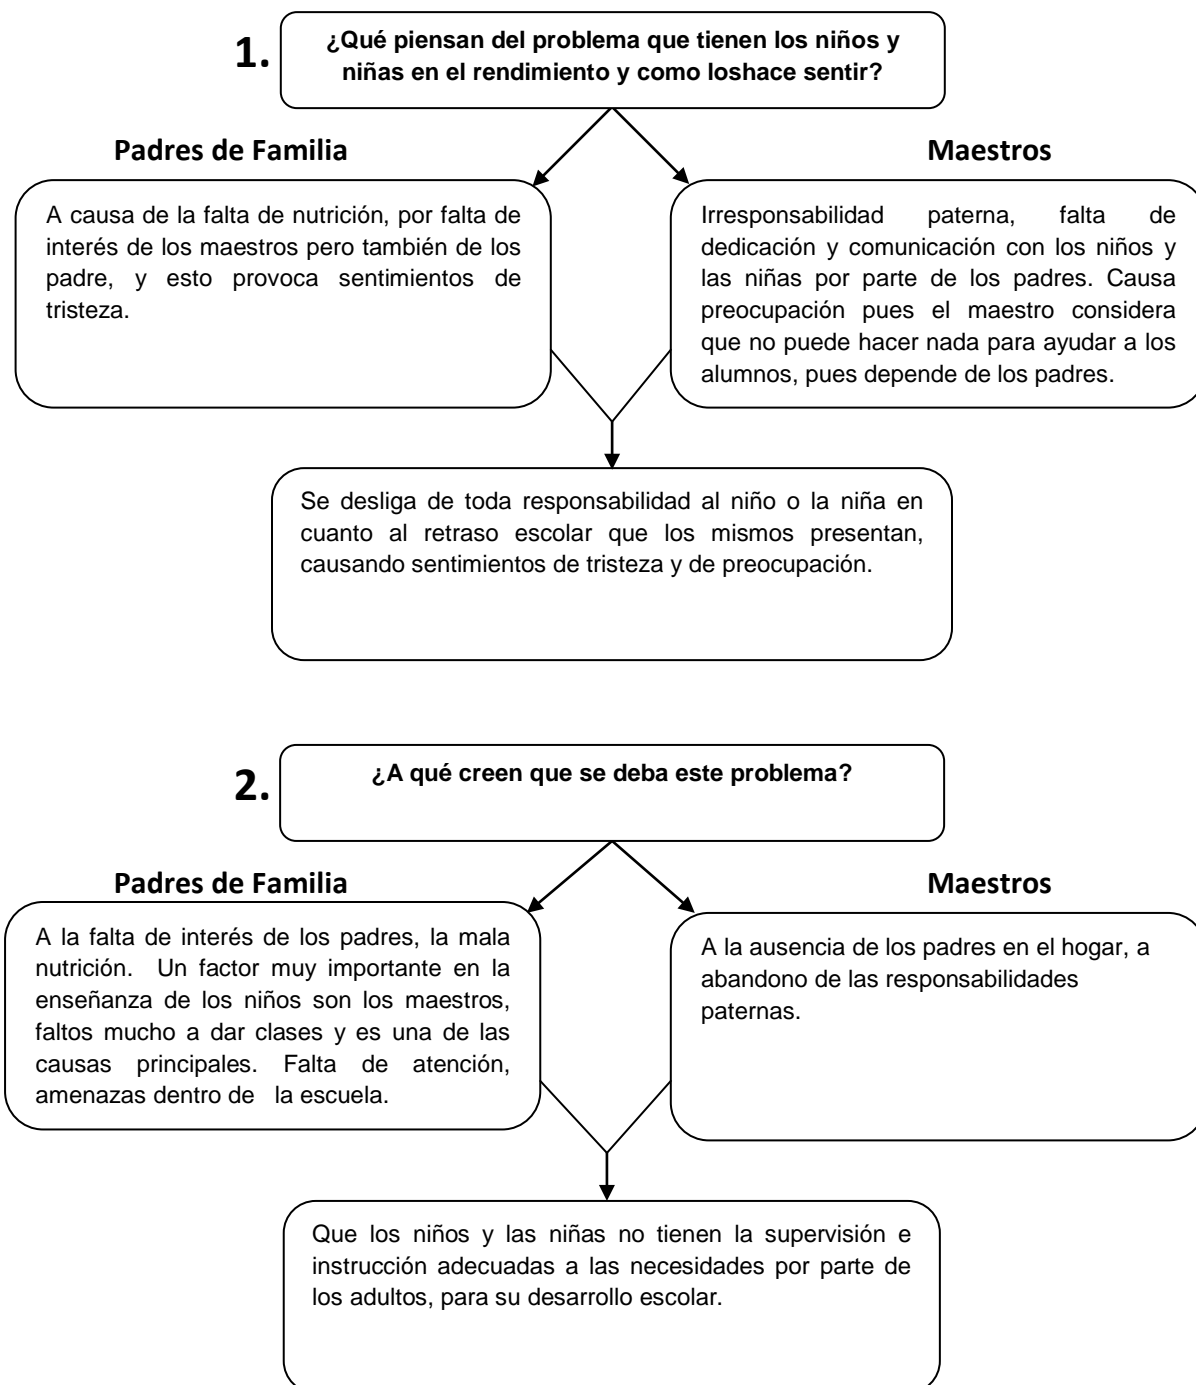 1.
¿Qué piensan del problema que tienen los niños y
niñas en el rendimiento y como loshace sentir?
Padres de Familia
Maestros
A causa de la falta de nutrición, por falta de
interés de los maestros pero también de los
padre, y esto provoca sentimientos de
tristeza.
Irresponsabilidad paterna, falta de
dedicación y comunicación con los niños y
las niñas por parte de los padres. Causa
preocupación pues el maestro considera
que no puede hacer nada para ayudar a los
alumnos, pues depende de los padres.
Se desliga de toda responsabilidad al niño o la niña en
cuanto al retraso escolar que los mismos presentan,
causando sentimientos de tristeza y de preocupación.
2.
¿A qué creen que se deba este problema?
Padres de Familia
Maestros
A la falta de interés de los padres, la mala
nutrición. Un factor muy importante en la
enseñanza de los niños son los maestros,
faltos mucho a dar clases y es una de las
causas principales. Falta de atención,
amenazas dentro de la escuela.
A la ausencia de los padres en el hogar, a
abandono de las responsabilidades
paternas.
Que los niños y las niñas no tienen la supervisión e
instrucción adecuadas a las necesidades por parte de
los adultos, para su desarrollo escolar.